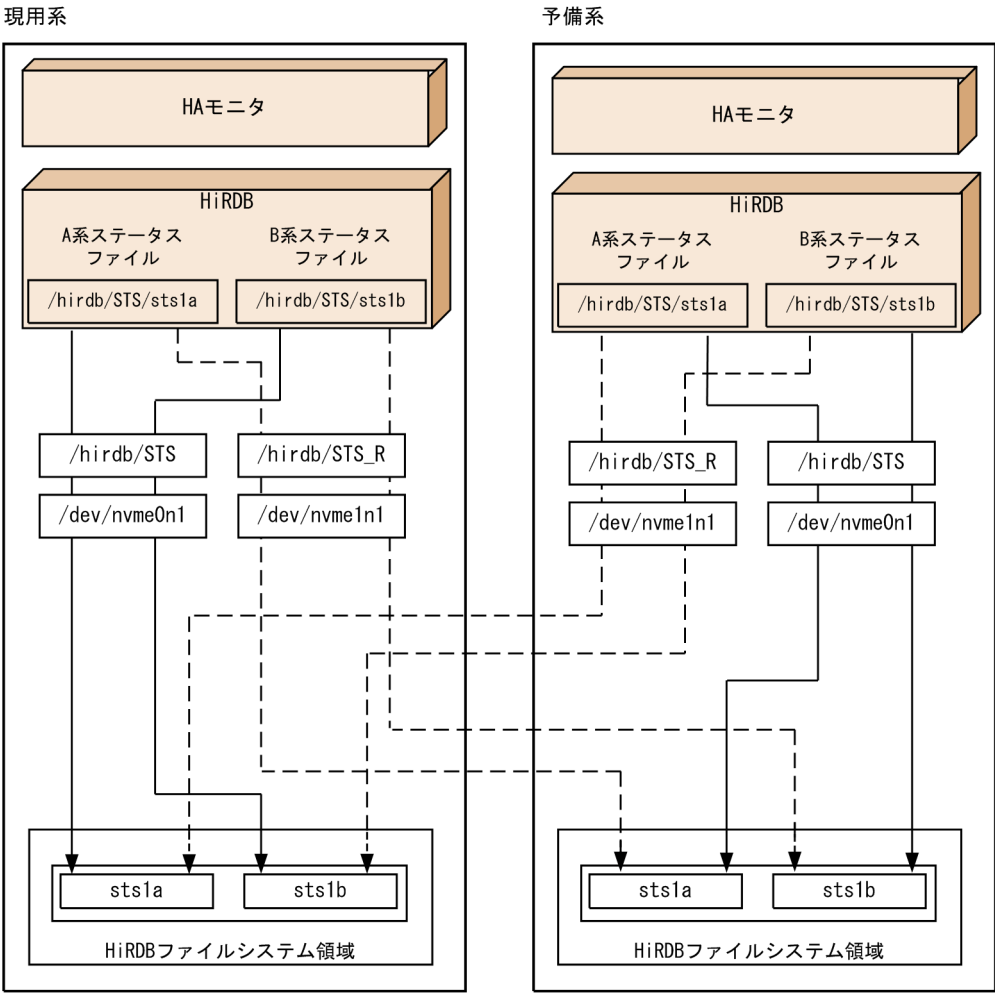 現用系
HAモニタ
HiRDB
A系ステータス
ファイル
B系ステータス
ファイル
/hirdb/STS/sts1a
/hirdb/STS/sts1b
/hirdb/STS
/hirdb/STS_R
/dev/nvme0n1
/dev/nvme1n1
sts1a
sts1b
HiRDBファイルシステム領域
予備系
HAモニタ
HiRDB
A系ステータス
ファイル
B系ステータス
ファイル
/hirdb/STS/sts1a
/hirdb/STS/sts1b
/hirdb/STS_R
/hirdb/STS
/dev/nvme1n1
/dev/nvme0n1
sts1a
sts1b
HiRDBファイルシステム領域